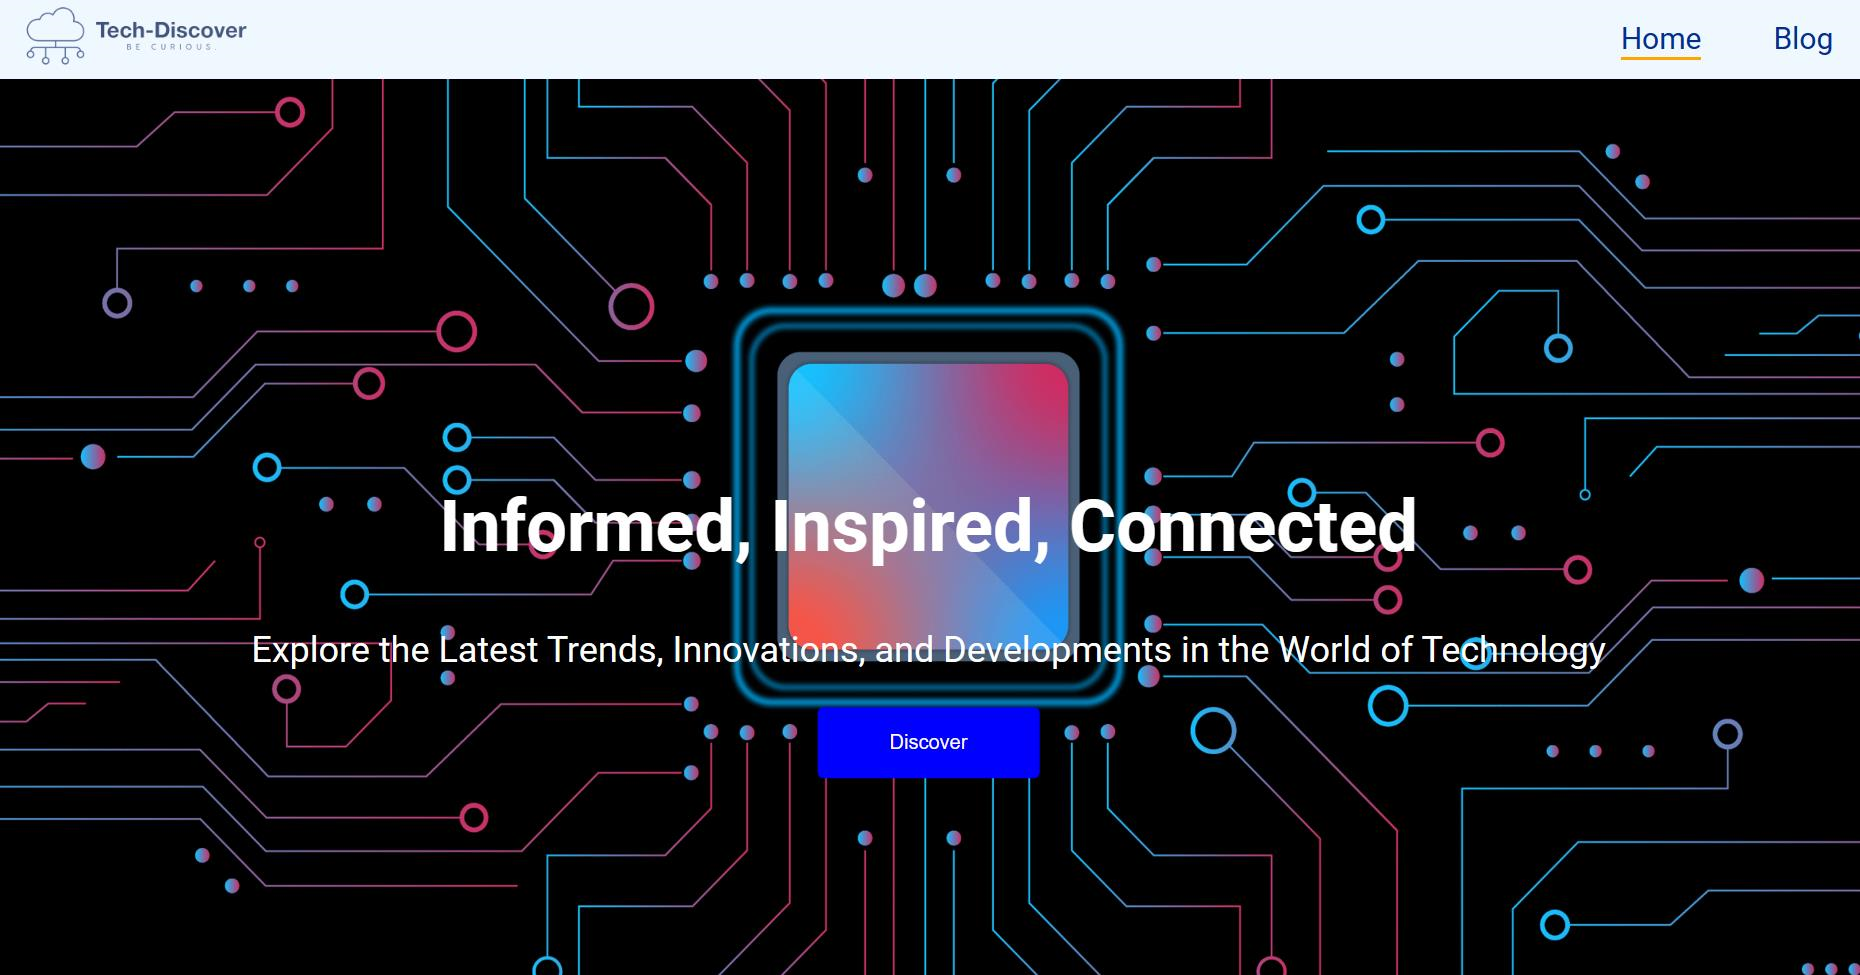 Tech-Discover
BE CURIOUS.
Home
Blog
Informed, Inspired, Connected
Explore the Latest Trends, Innovations, and Developments in the World of Technology
Discover